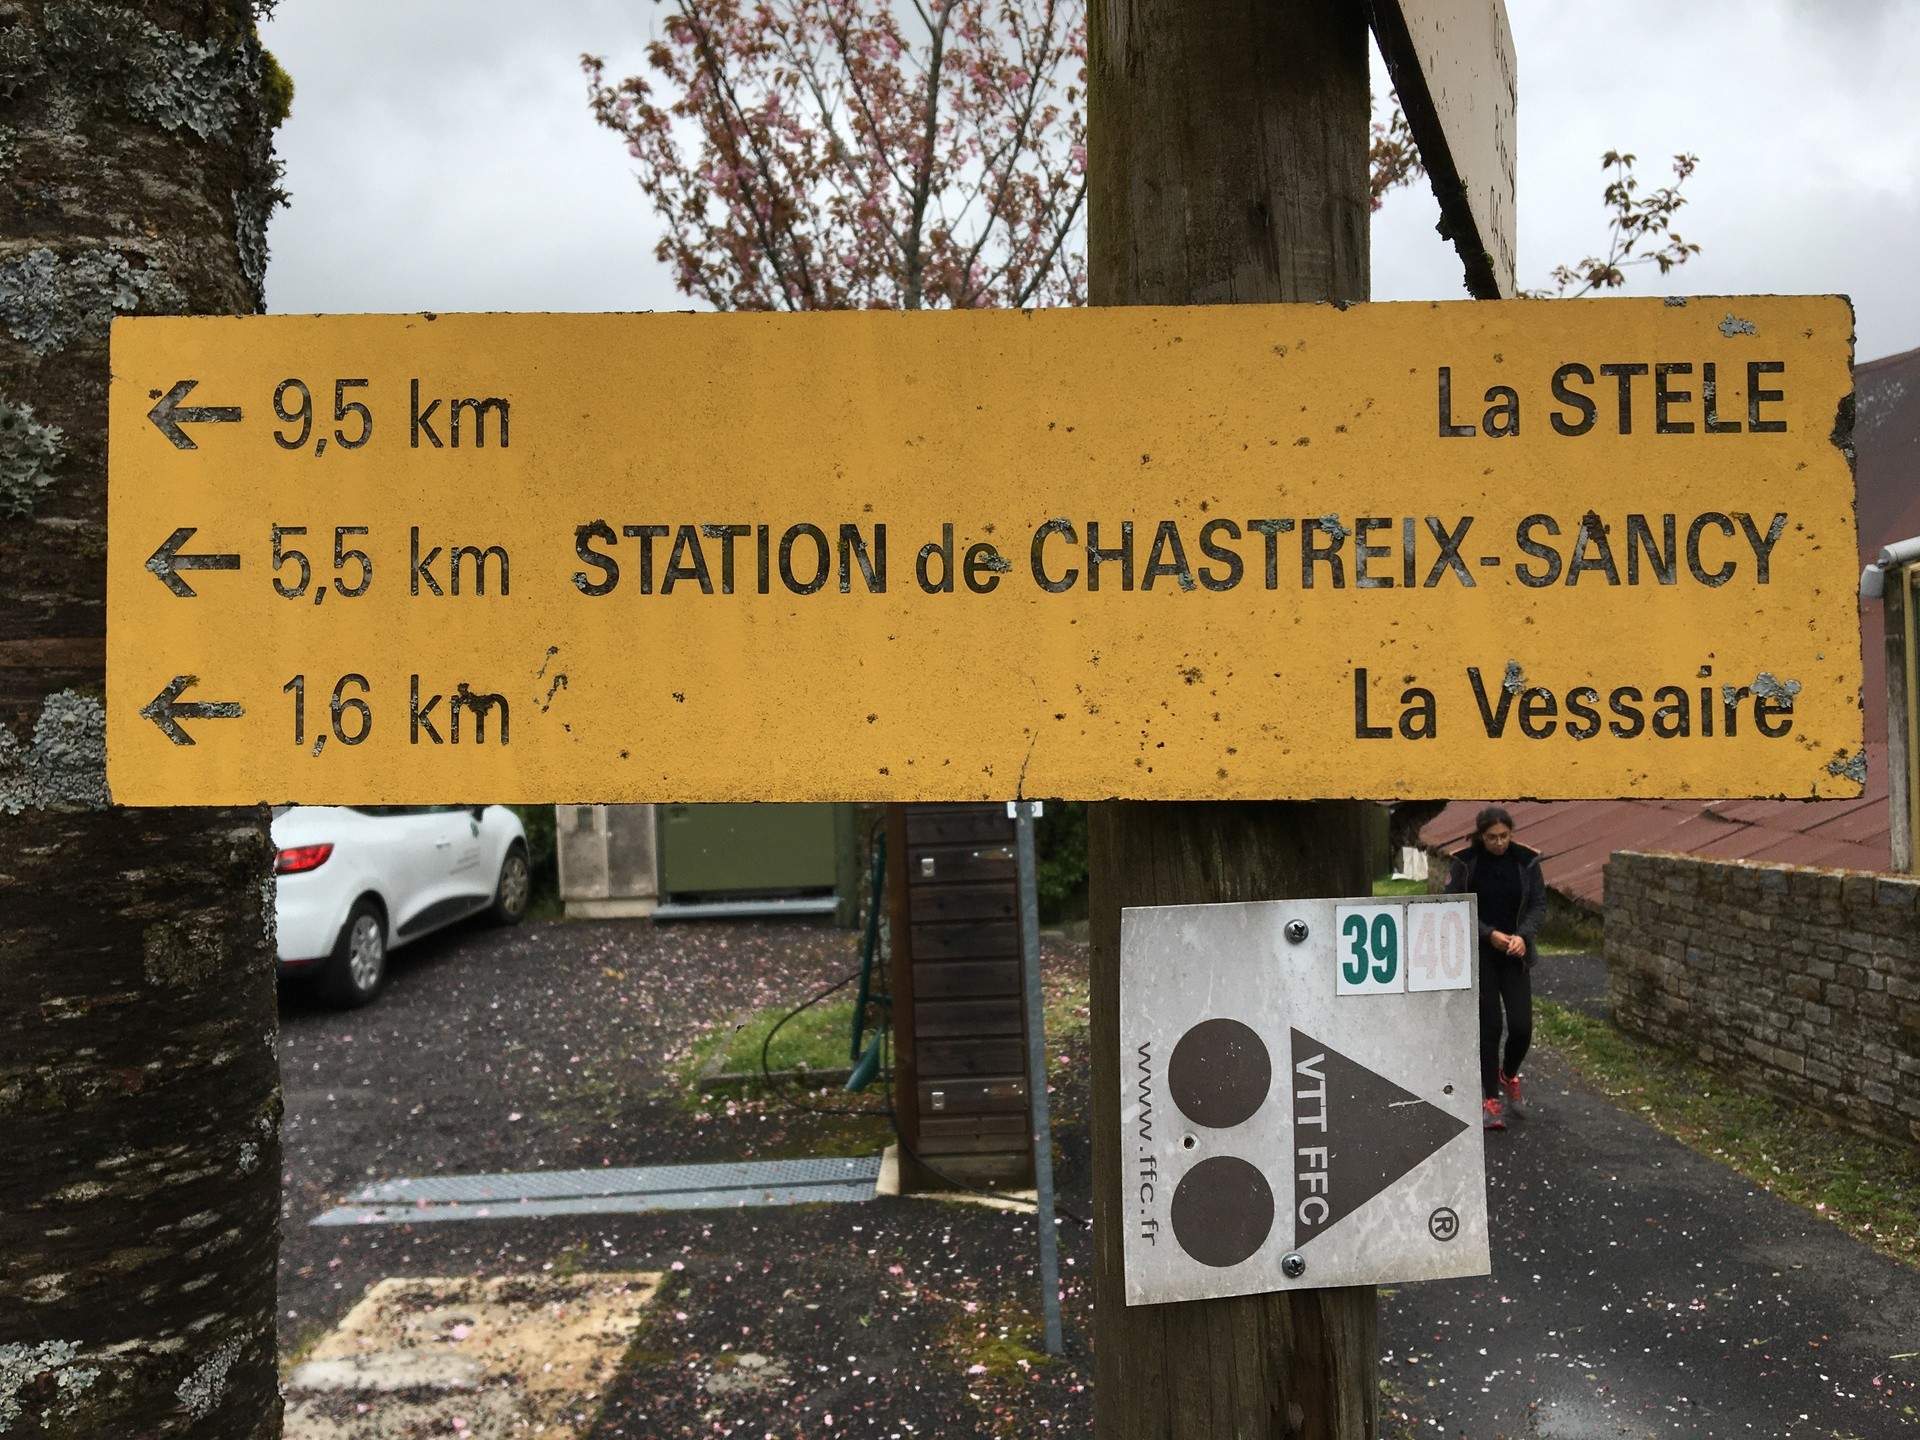 ← 9,5 km La STELE
← 5,5 km STATION de CHASTREIX-SANCY
← 1,6 km La Vessaire
39 40
VTT FFC ®
www.ffc.fr